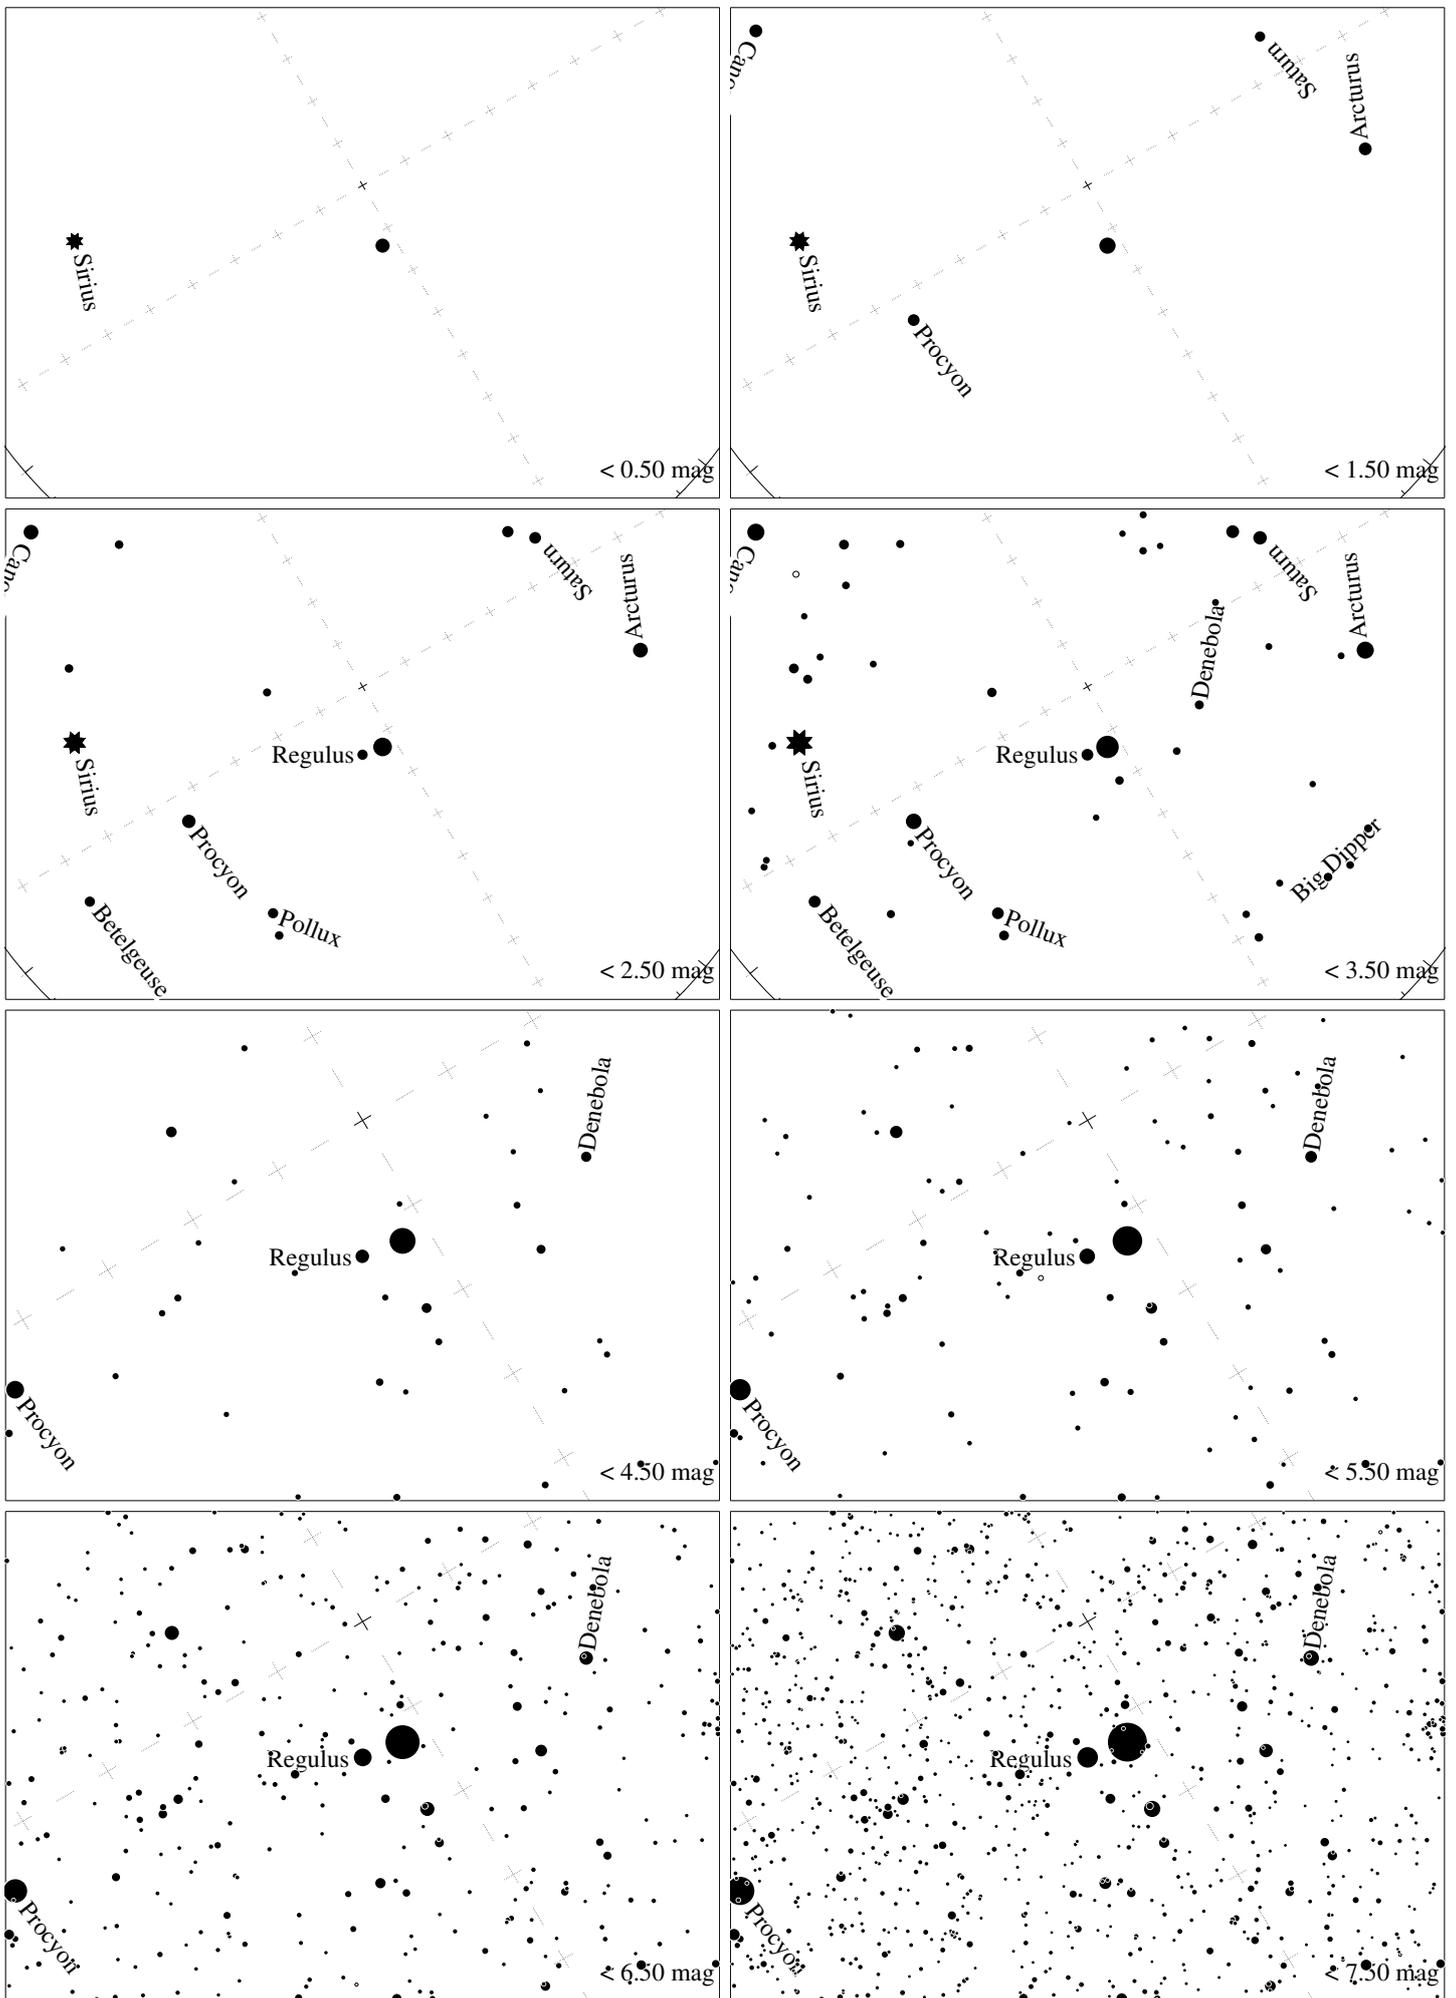 Sirius
< 0.50 mag
Cano
Saturn
Arcturus
Sirius
Procyon
< 1.50 mag
Cano
Saturn
Arcturus
Regulus
Sirius
Procyon
Pollux
Betelgeuse
< 2.50 mag
Cano
Saturn
Arcturus
Denebola
Regulus
Sirius
Procyon
Big Dipper
Pollux
Betelgeuse
< 3.50 mag
Denebola
Regulus
Procyon
< 4.50 mag
Denebola
Regulus
Procyon
< 5.50 mag
Denebola
Regulus
Procyon
< 6.50 mag
Denebola
Regulus
Procyon
< 7.50 mag